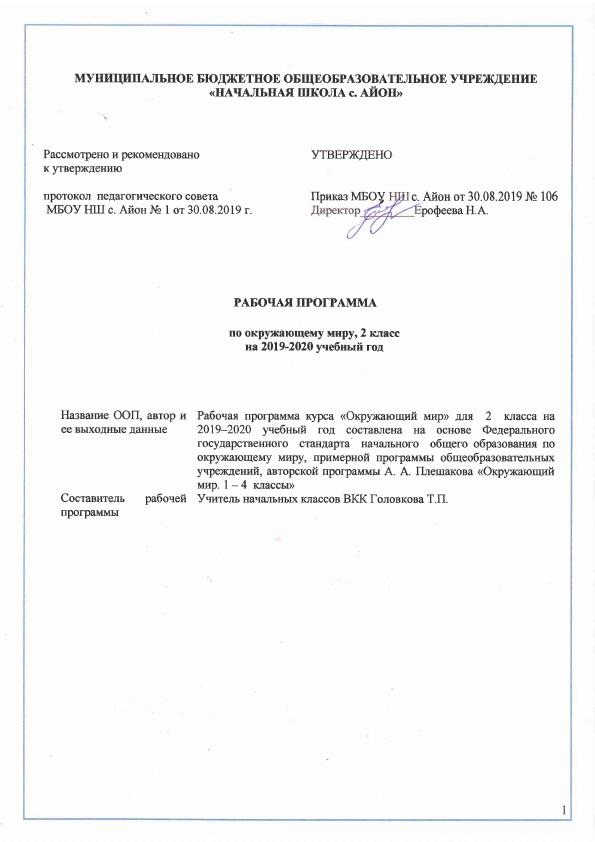 МУНИЦИПАЛЬНОЕ БЮДЖЕТНОЕ ОБЩЕОБРАЗОВАТЕЛЬНОЕ УЧРЕЖДЕНИЕ
«НАЧАЛЬНАЯ ШКОЛА с. АЙОН»
Рассмотрено и рекомендовано
к утверждению
протокол педагогического совета
МБОУ НШ с. Айон № 1 от 30.08.2019 г.
УТВЕРЖДЕНО
Приказ МБОУ НШ с. Айон от 30.08.2019 № 106
Директор_________Ерофеева Н.А.
РАБОЧАЯ ПРОГРАММА
по окружающему миру, 2 класс
на 2019-2020 учебный год
Название ООП, автор и
ее выходные данные
Рабочая программа курса «Окружающий мир» для 2 класса на
2019–2020 учебный год составлена на основе Федерального
государственного стандарта начального общего образования по
окружающему миру, примерной программы общеобразовательных
учреждений, авторской программы А. А. Плешакова «Окружающий
мир. 1 – 4 классы»
Составитель рабочей
программы
Учитель начальных классов ВКК Головкова Т.П.
1